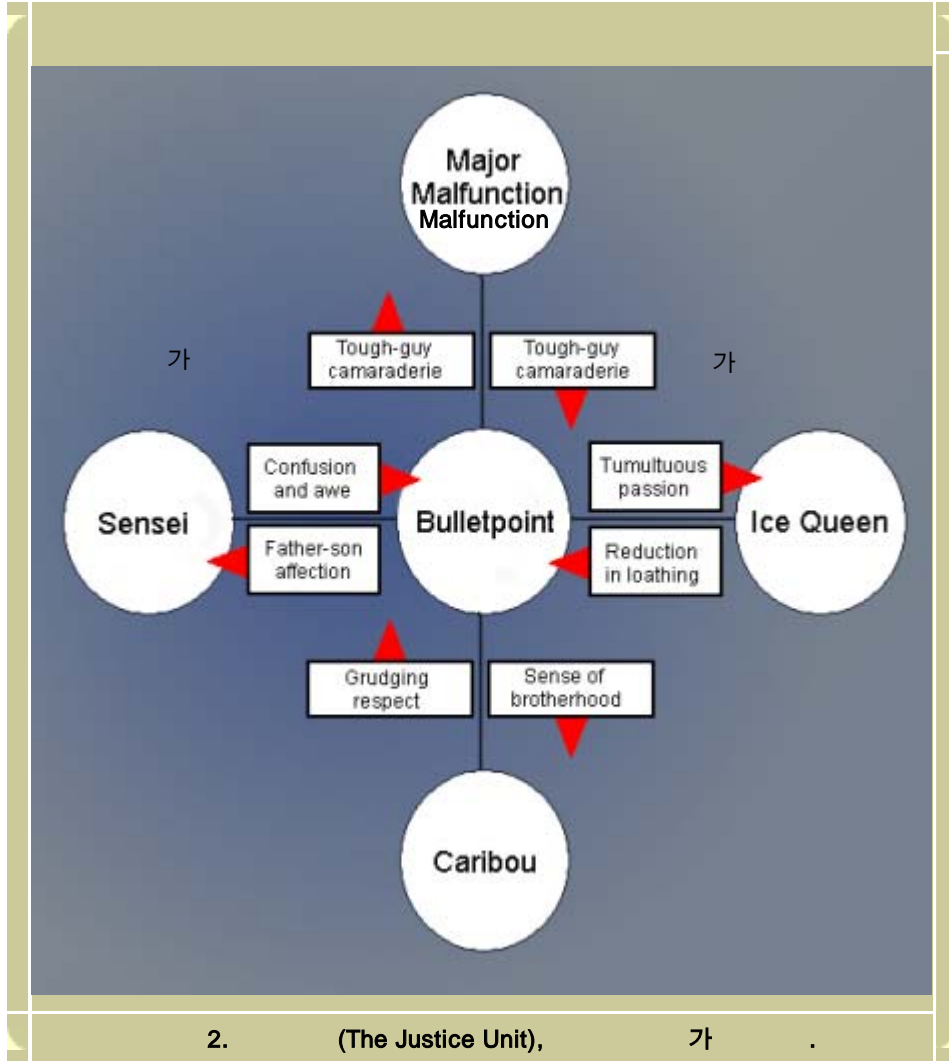 Major
Malfunction
Malfunction
가
Tough-guy
camaraderie
Tough-guy
camaraderie
가
Confusion
and awe
Tumultuous
passion
Sensei
Bulletpoint
Ice Queen
Father-son
affection
Reduction
in loathing
Grudging
respect
Sense of
brotherhood
Caribou
2. (The Justice Unit), 가 .